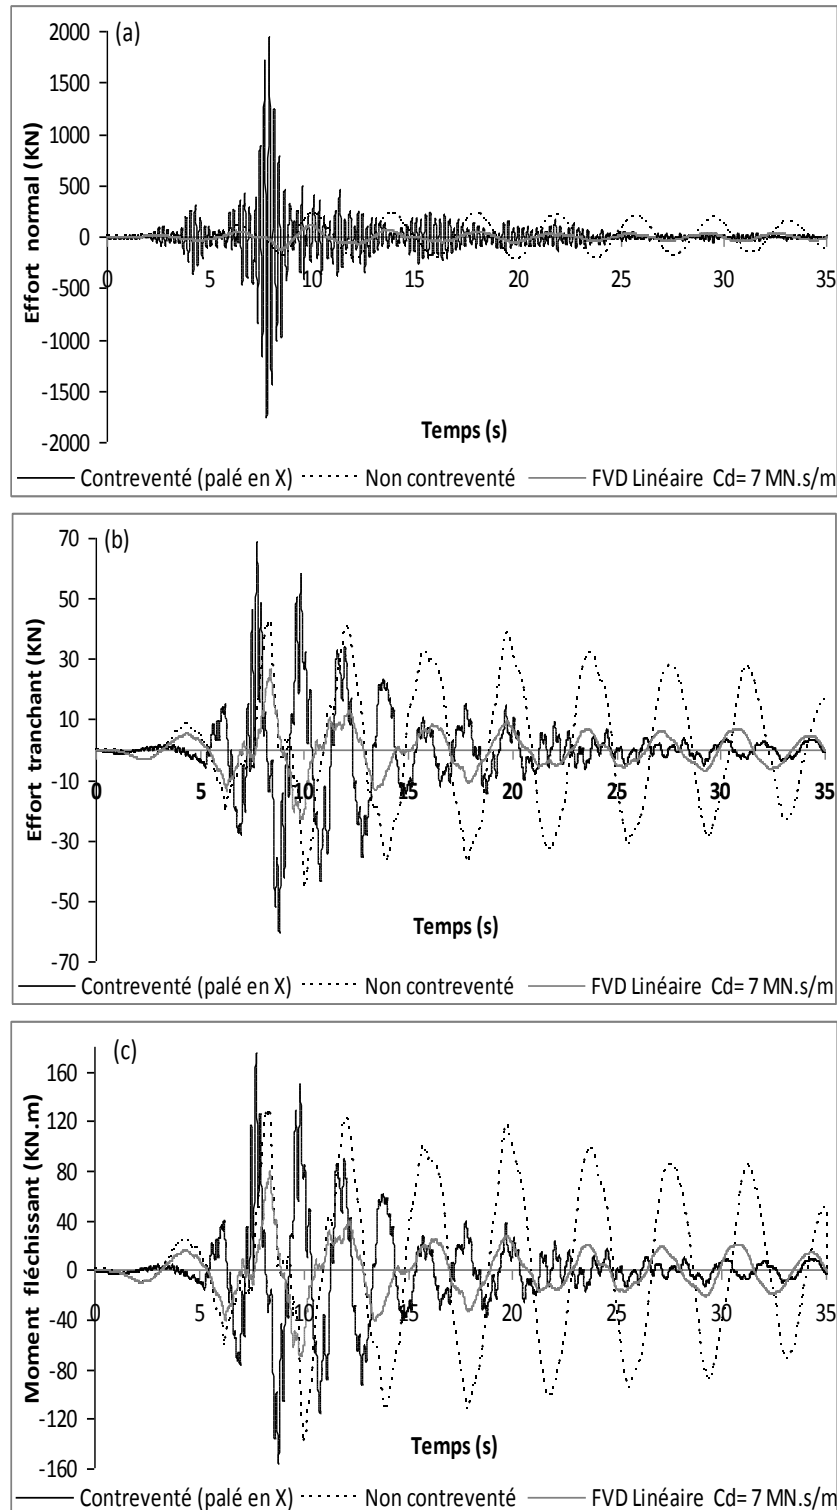 (a)
2000
1500
1000
500
0
-500
-1000
-1500
-2000
0 5 10 15 20 25 30 35
Effort normal (KN)
Temps (s)
Contreventé (palé en X) Non contreventé FVD Linéaire Cd= 7 MN.s/m
(b)
70
50
30
10
-10
-30
-50
-70
0 5 10 15 20 25 30 35
Effort tranchant (KN)
Temps (s)
Contreventé (palé en X) Non contreventé FVD Linéaire Cd= 7 MN.s/m
(c)
160
120
80
40
0
-40
-80
-120
-160
0 5 10 15 20 25 30 35
Moment fléchissant (KN.m)
Temps (s)
Contreventé (palé en X) Non contreventé FVD Linéaire Cd= 7 MN.s/m